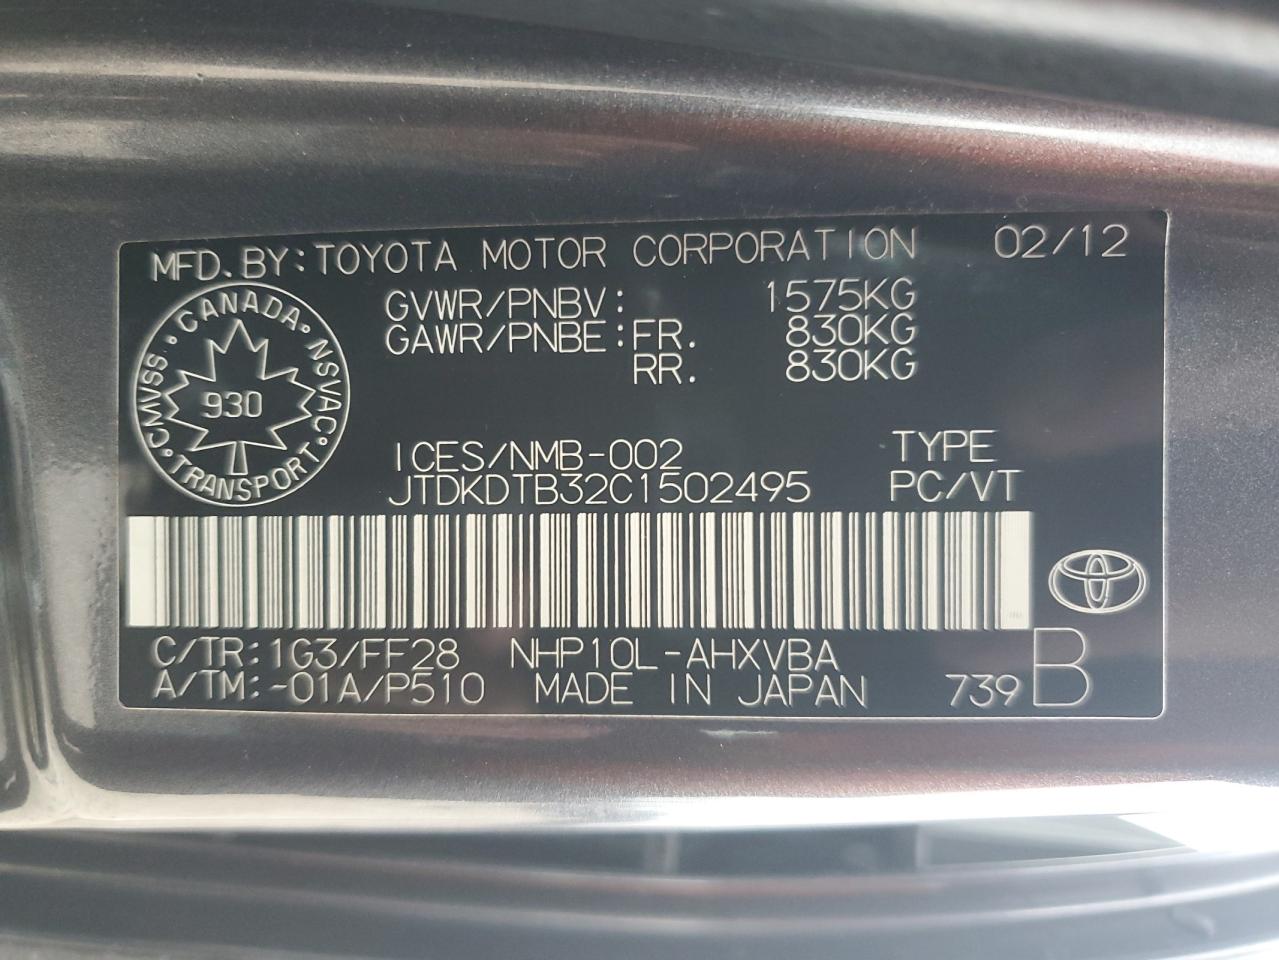 MFD. BY: TOYOTA MOTOR CORPORATION 02/12
GVWR/PNBV: 1575KG
GAWR/PNBE: FR. 830KG
RR. 830KG
CANADA
CMVSS NSVAC
930
TRANSPORT
ICES/NMB-002 TYPE
JTDKDTB32C1502495 PC/VT
C/TR: 1G3/FF28 NHP10L-AHXVBA
A/TM: -01A/P510 MADE IN JAPAN 739 B